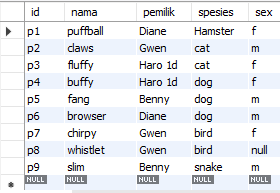 id nama pemilik spesies sex
p1 puffball Diane Hamster f
p2 claws Gwen cat m
p3 fluffy Haro 1d cat f
p4 buffy Haro 1d dog f
p5 fang Benny dog m
p6 browser Diane dog m
p7 chirpy Gwen bird f
p8 whistlet Gwen bird null
p9 slim Benny snake m
NULL NULL NULL NULL NULL